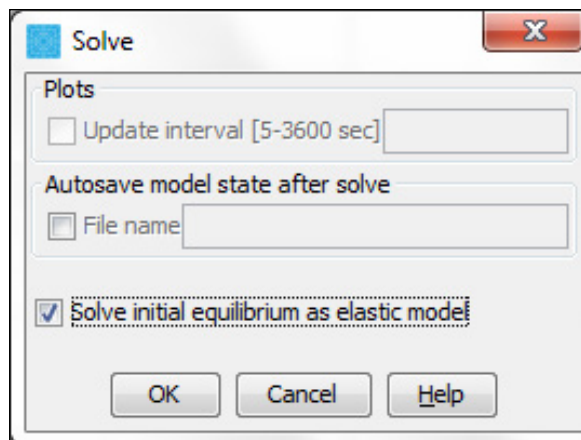 Solve
Plots
Update interval [5-3600 sec]
Autosave model state after solve
File name
Solve initial equilibrium as elastic model
OK Cancel Help